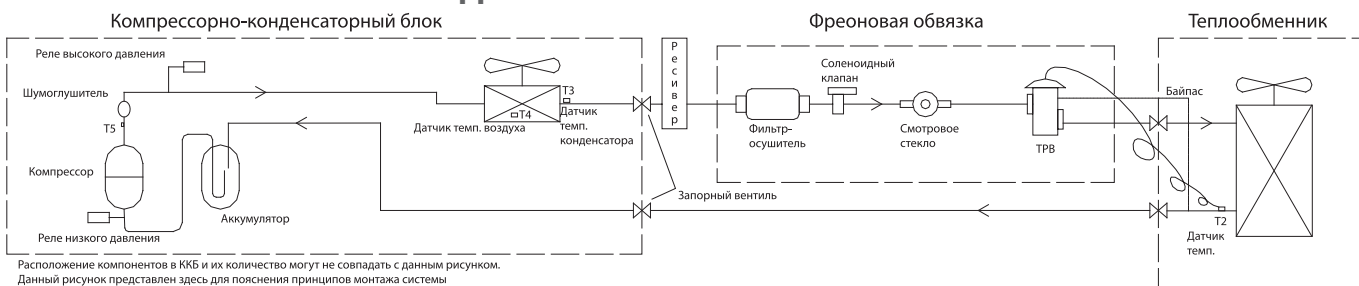 Компрессорно-конденсаторный блок
Фреоновая обвязка
Теплообменник
Реле высокого давления
Шумоглушитель
T5
Компрессор
Реле низкого давления
Аккумулятор
Датчик темп. воздуха
T4
T3
Датчик
темп.
конденсатора
Ресивер
Запорный вентиль
Фильтр-
осушитель
Соленоидный
клапан
Смотровое
стекло
ТРВ
Байпас
T2
Датчик
темп.
Расположение компонентов в ККБ и их количество могут не совпадать с данным рисунком.
Данный рисунок представлен здесь для пояснения принципов монтажа системы